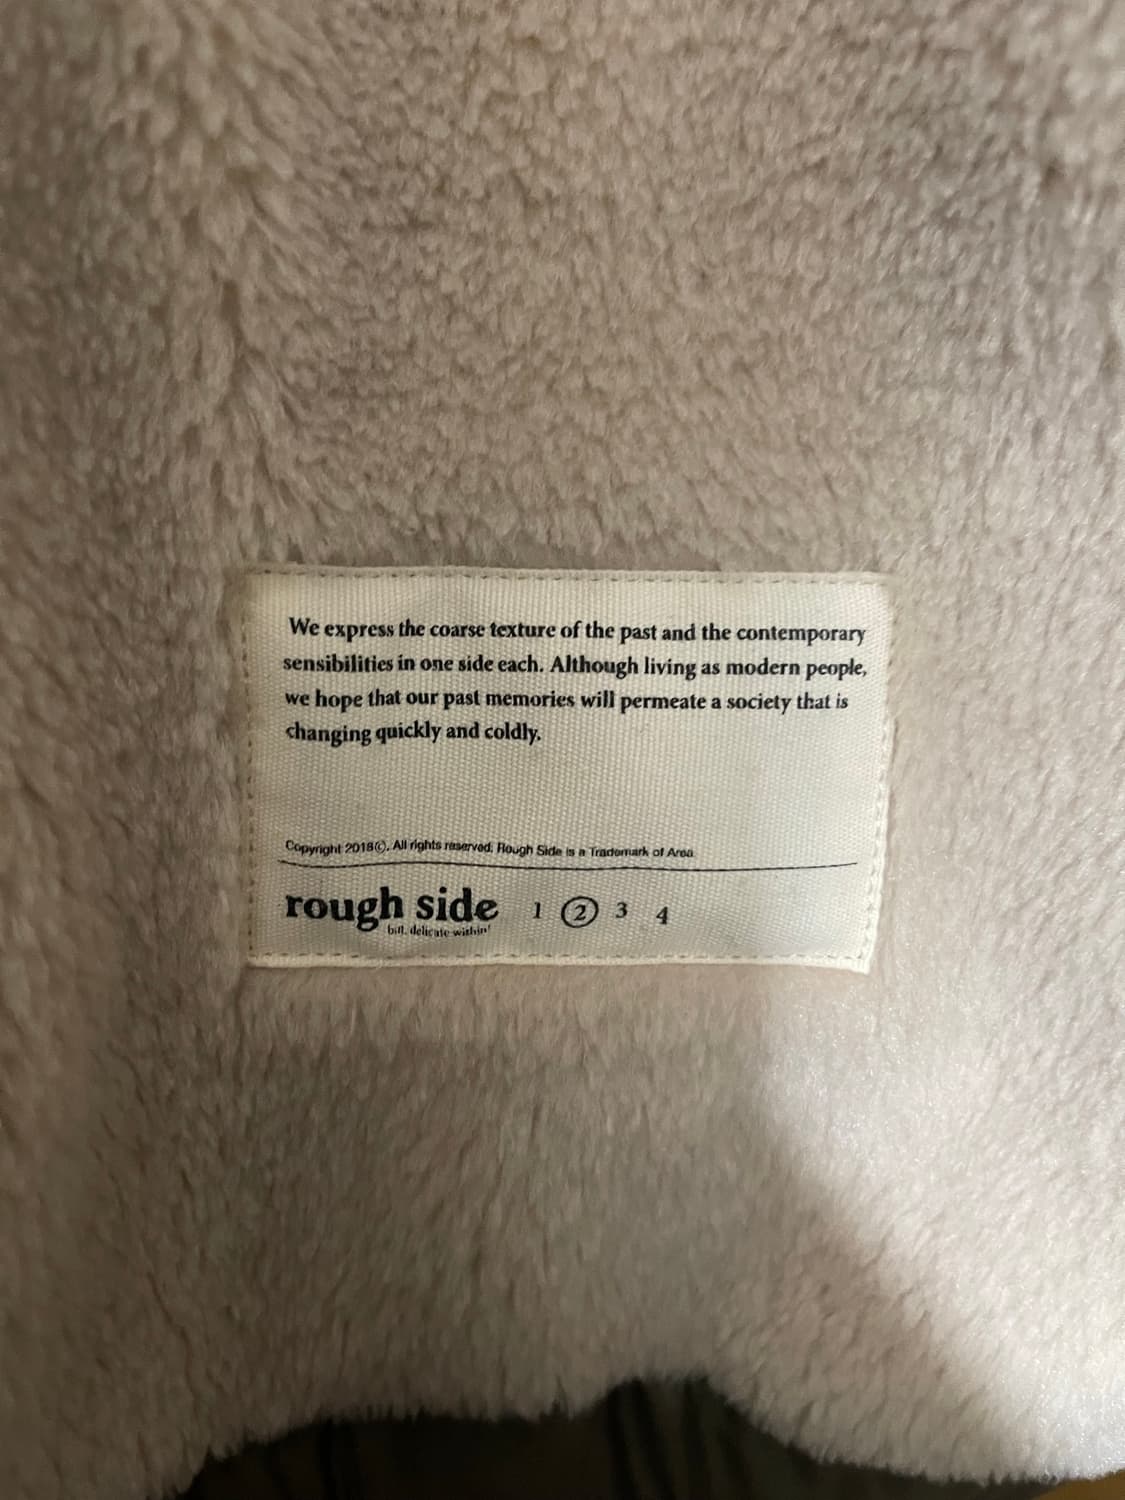 We express the coarse texture of the past and the contemporary
sensibilities in one side each. Although living as modern people,
we hope that our past memories will permeate a society that is
changing quickly and coldly.
Copyright 2018©. All rights reserved. Rough Side is a Trademark of Area
rough side 1 2 3 4
but, delicate within'